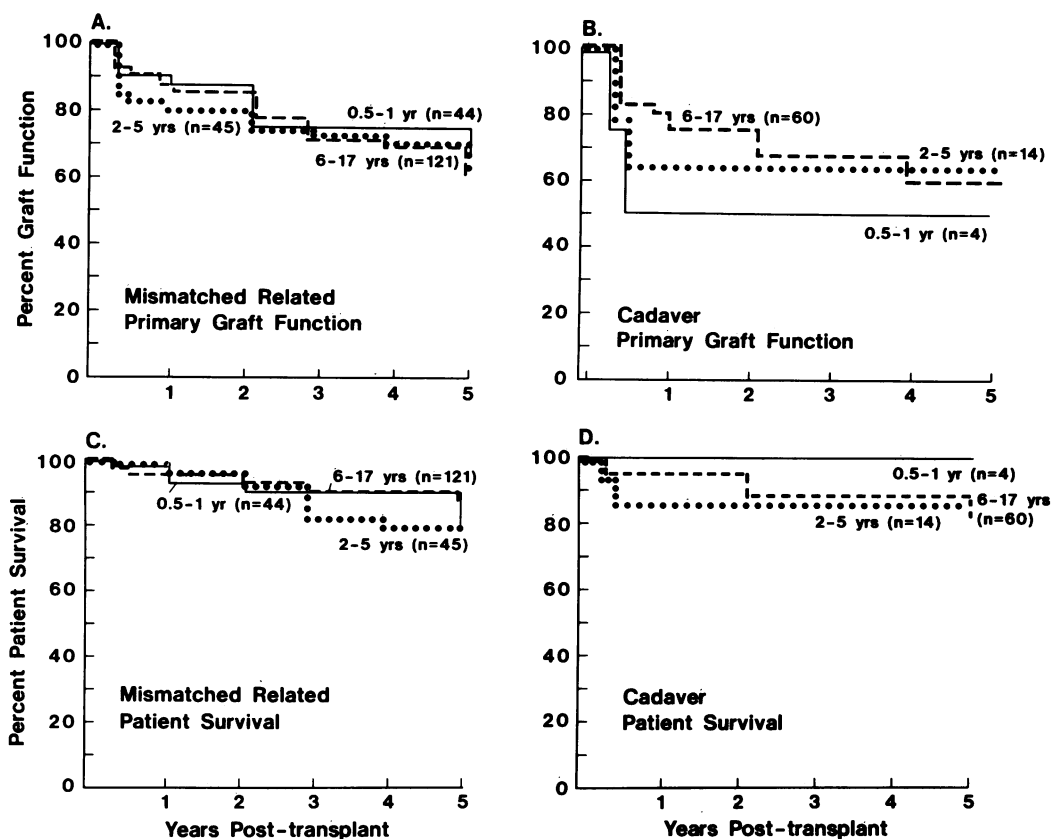 A.
Percent Graft Function
100
80
60
40
20
0
0.5-1 yr (n=44)
2-5 yrs (n=45)
6-17 yrs (n=121)
Mismatched Related
Primary Graft Function
1 2 3 4 5
B.
100
80
60
40
20
0
6-17 yrs (n=60)
2-5 yrs (n=14)
0.5-1 yr (n=4)
Cadaver
Primary Graft Function
1 2 3 4 5
C.
Percent Patient Survival
100
80
60
40
20
0
6-17 yrs (n=121)
0.5-1 yr (n=44)
2-5 yrs (n=45)
Mismatched Related
Patient Survival
1 2 3 4 5
Years Post-transplant
D.
100
80
60
40
20
0
0.5-1 yr (n=4)
6-17 yrs
(n=60)
2-5 yrs (n=14)
Cadaver
Patient Survival
1 2 3 4 5
Years Post-transplant